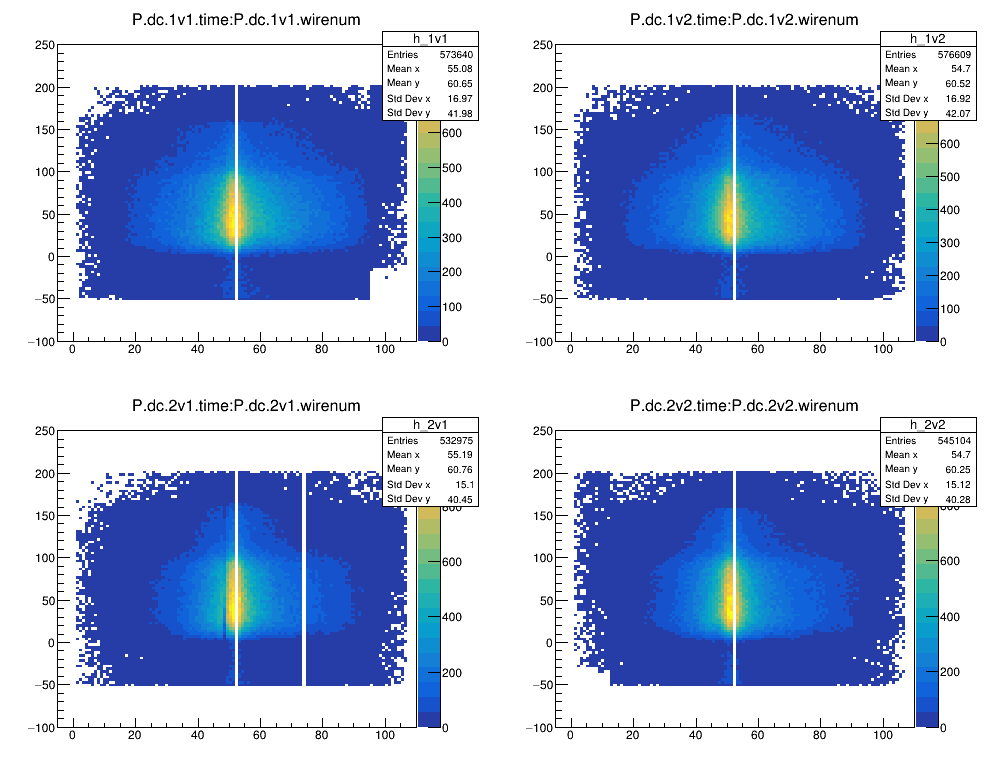 P.dc.1v1.time:P.dc.1v1.wirenum
h_1v1
Entries 573640
Mean x 55.08
Mean y 60.65
Std Dev x 16.97
Std Dev y 41.98
250
200
150
100
50
0
−50
−100
0 20 40 60 80 100
600
500
400
300
200
100
0
P.dc.1v2.time:P.dc.1v2.wirenum
h_1v2
Entries 576609
Mean x 54.7
Mean y 60.52
Std Dev x 16.92
Std Dev y 42.07
250
200
150
100
50
0
−50
−100
0 20 40 60 80 100
600
500
400
300
200
100
0
P.dc.2v1.time:P.dc.2v1.wirenum
h_2v1
Entries 532975
Mean x 55.19
Mean y 60.76
Std Dev x 15.1
Std Dev y 40.45
250
200
150
100
50
0
−50
−100
0 20 40 60 80 100
800
600
400
200
0
P.dc.2v2.time:P.dc.2v2.wirenum
h_2v2
Entries 545104
Mean x 54.7
Mean y 60.25
Std Dev x 15.12
Std Dev y 40.28
250
200
150
100
50
0
−50
−100
0 20 40 60 80 100
800
600
400
200
0